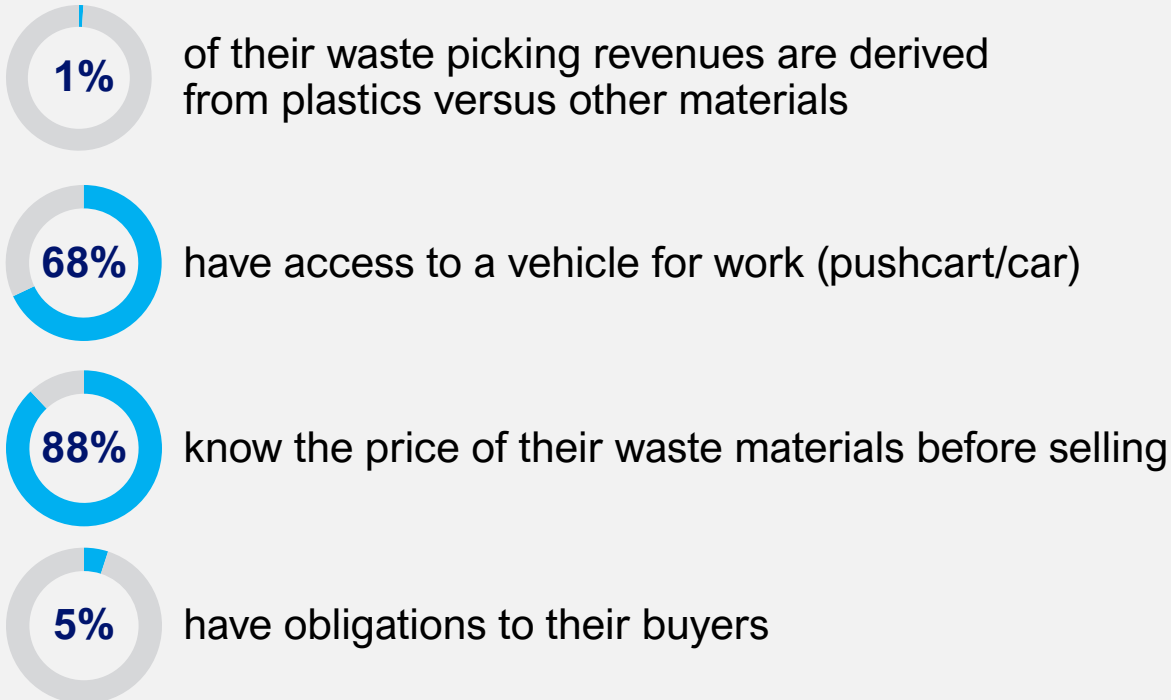 1%
of their waste picking revenues are derived
from plastics versus other materials
68%
have access to a vehicle for work (pushcart/car)
88%
know the price of their waste materials before selling
5%
have obligations to their buyers